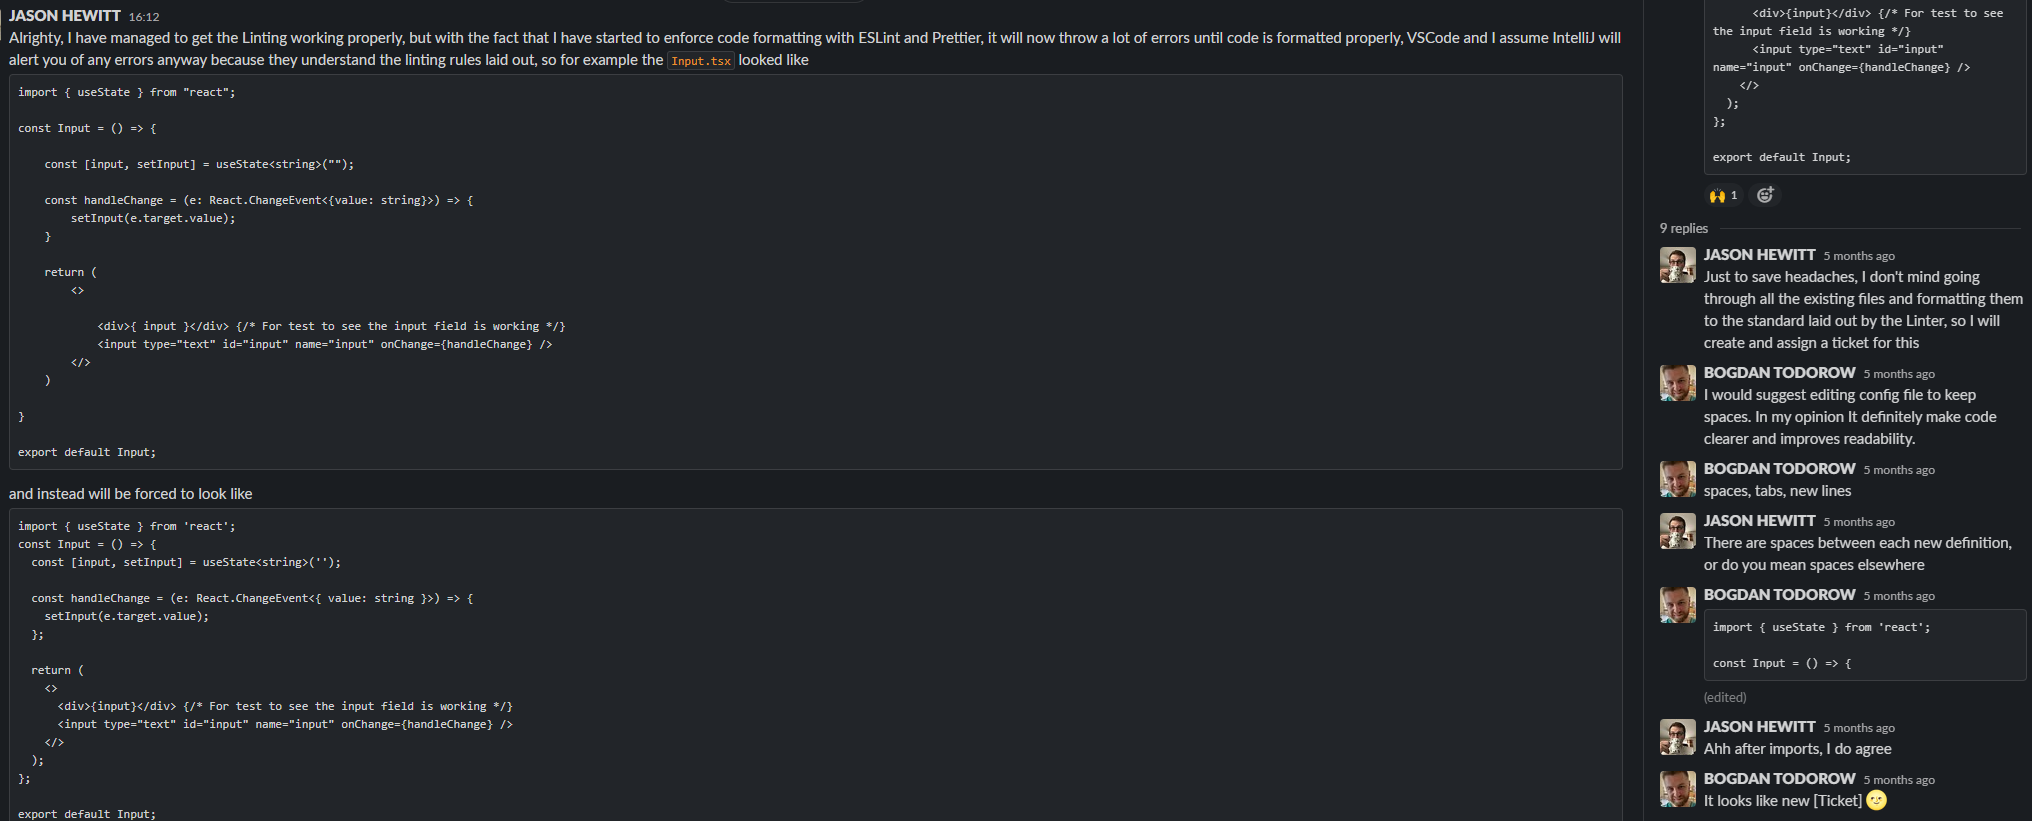 JASON HEWITT 16:12
Alrighty, I have managed to get the Linting working properly, but with the fact that I have started to enforce code formatting with ESLint and Prettier, it will now throw a lot of errors until code is formatted properly, VSCode and I assume IntelliJ will
alert you of any errors anyway because they understand the linting rules laid out, so for example the Input.tsx looked like
import { useState } from "react";
const Input = () => {
    const [input, setInput] = useState<string>("");
    const handleChange = (e: React.ChangeEvent<{value: string}>) => {
        setInput(e.target.value);
    }
    return (
        <>
            <div>{ input }</div> {/* For test to see the input field is working */}
            <input type="text" id="input" name="input" onChange={handleChange} />
        </>
    )
}
export default Input;
and instead will be forced to look like
import { useState } from 'react';
const Input = () => {
  const [input, setInput] = useState<string>('');
  const handleChange = (e: React.ChangeEvent<{ value: string }>) => {
    setInput(e.target.value);
  };
  return (
    <>
      <div>{input}</div> {/* For test to see the input field is working */}
      <input type="text" id="input" name="input" onChange={handleChange} />
    </>
  );
};
export default Input;
      <div>{input}</div> {/* For test to see
the input field is working */}
      <input type="text" id="input"
name="input" onChange={handleChange} />
    </>
  );
};
export default Input;
1
9 replies
JASON HEWITT 5 months ago
Just to save headaches, I don't mind going
through all the existing files and formatting them
to the standard laid out by the Linter, so I will
create and assign a ticket for this
BOGDAN TODOROW 5 months ago
I would suggest editing config file to keep
spaces. In my opinion It definitely make code
clearer and improves readability.
BOGDAN TODOROW 5 months ago
spaces, tabs, new lines
JASON HEWITT 5 months ago
There are spaces between each new definition,
or do you mean spaces elsewhere
BOGDAN TODOROW 5 months ago
import { useState } from 'react';
const Input = () => {
(edited)
JASON HEWITT 5 months ago
Ahh after imports, I do agree
BOGDAN TODOROW 5 months ago
It looks like new [Ticket]